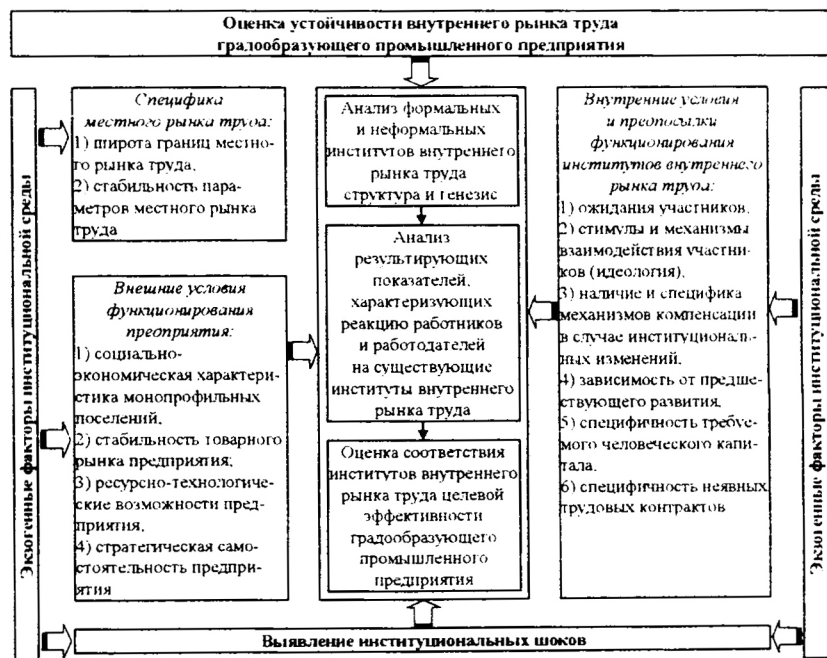 Оценка устойчивости внутреннего рынка труда
градообразующего промышленного предприятия
Экзогенные факторы институциональной среды
Специфика
местного рынка труда:
1) широта границ местного рынка труда,
2) стабильность параметров местного рынка труда
Внешние условия
функционирования
предприятия:
1) социально-
экономическая характери-
стика монопрофильных
поселений,
2) стабильность товарного
рынка предприятия;
3) ресурсно-технологиче-
ские возможности пред-
приятия,
4) стратегическая само-
стоятельность предприя-
тия
Анализ формальных
и неформальных
институтов внутреннего
рынка труда
структура и генезис
Анализ
результирующих
показателей,
характеризующих
реакцию работников
и работодателей
на существующие
институты внутреннего
рынка труда
Оценка соответствия
институтов внутреннего
рынка труда целевой
эффективности
градообразующего
промышленного
предприятия
Внутренние условия
и предпосылки
функционирования
институтов внутреннего
рынка труда:
1) ожидания участников,
2) стимулы и механизмы
взаимодействия участни-
ков (идеология),
3) наличие и специфика
механизмов компенсации
в случае институциональ-
ных изменений,
4) зависимость от предше-
ствующего развития,
5) специфичность требуе-
мого человеческого капи-
тала,
6) специфичность неявных
трудовых контрактов
Экзогенные факторы институциональной среды
Выявление институциональных шоков